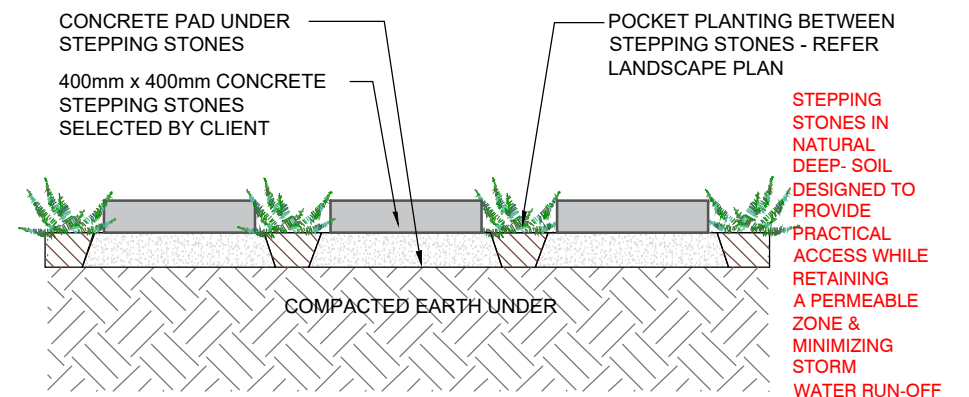 CONCRETE PAD UNDER
STEPPING STONES
400mm x 400mm CONCRETE
STEPPING STONES
SELECTED BY CLIENT
POCKET PLANTING BETWEEN
STEPPING STONES - REFER
LANDSCAPE PLAN
STEPPING
STONES IN
NATURAL
DEEP- SOIL
DESIGNED TO
PROVIDE
PRACTICAL
ACCESS WHILE
RETAINING
A PERMEABLE
ZONE &
MINIMIZING
STORM
WATER RUN-OFF
COMPACTED EARTH UNDER